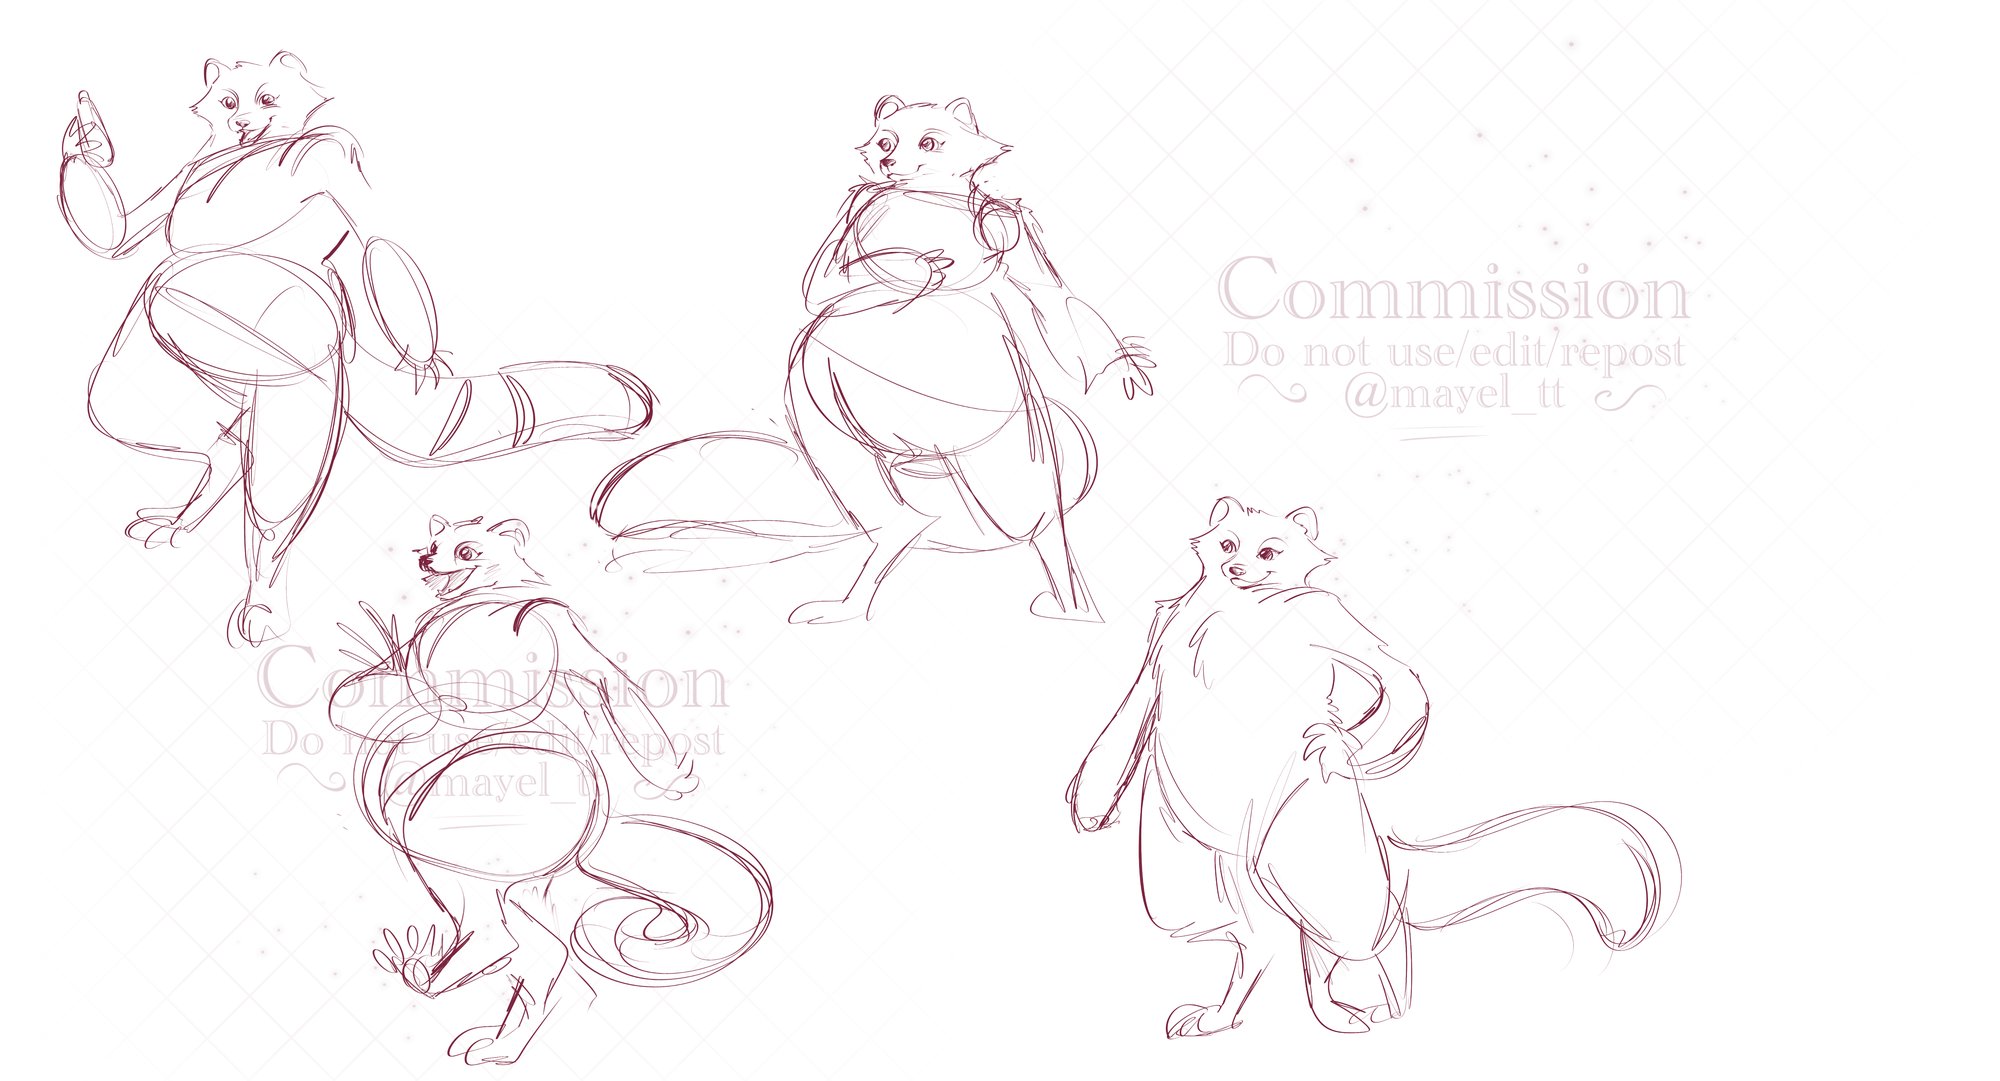 Commission
Do not use/edit/repost
@mayel_tt
Commission
Do not use/edit/repost
@mayel_tt